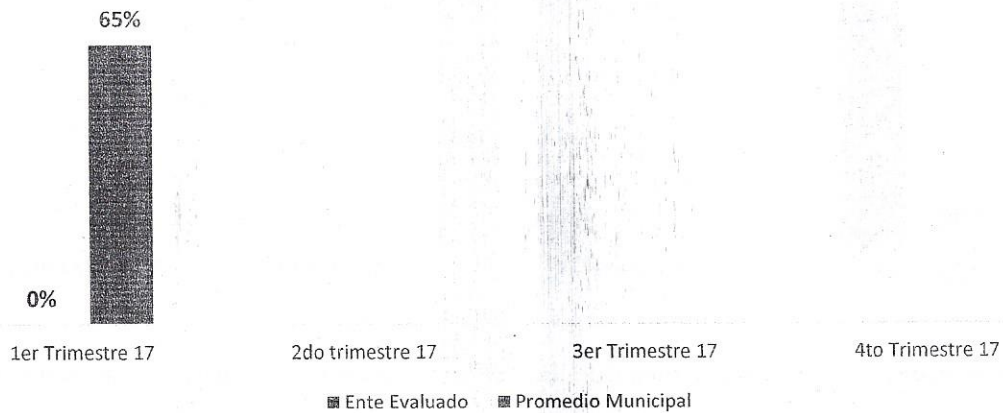 65%
0%
1er Trimestre 17 2do trimestre 17 3er Trimestre 17 4to Trimestre 17
Ente Evaluado Promedio Municipal